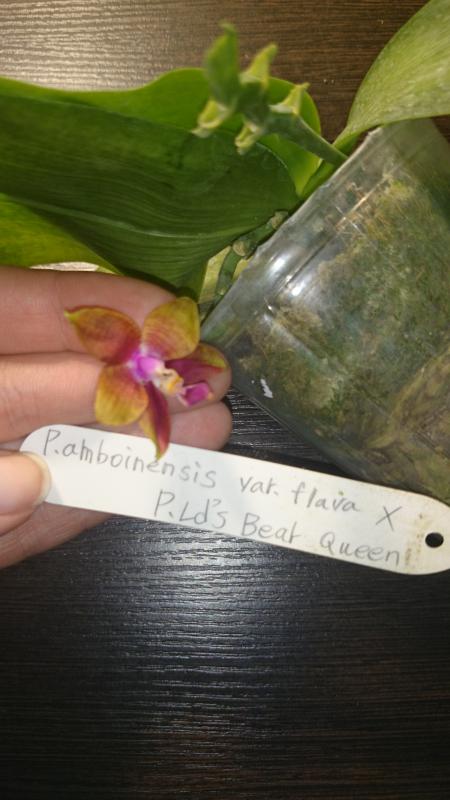 P.amboinensis var. flava X
P.Ld's Bear Queen